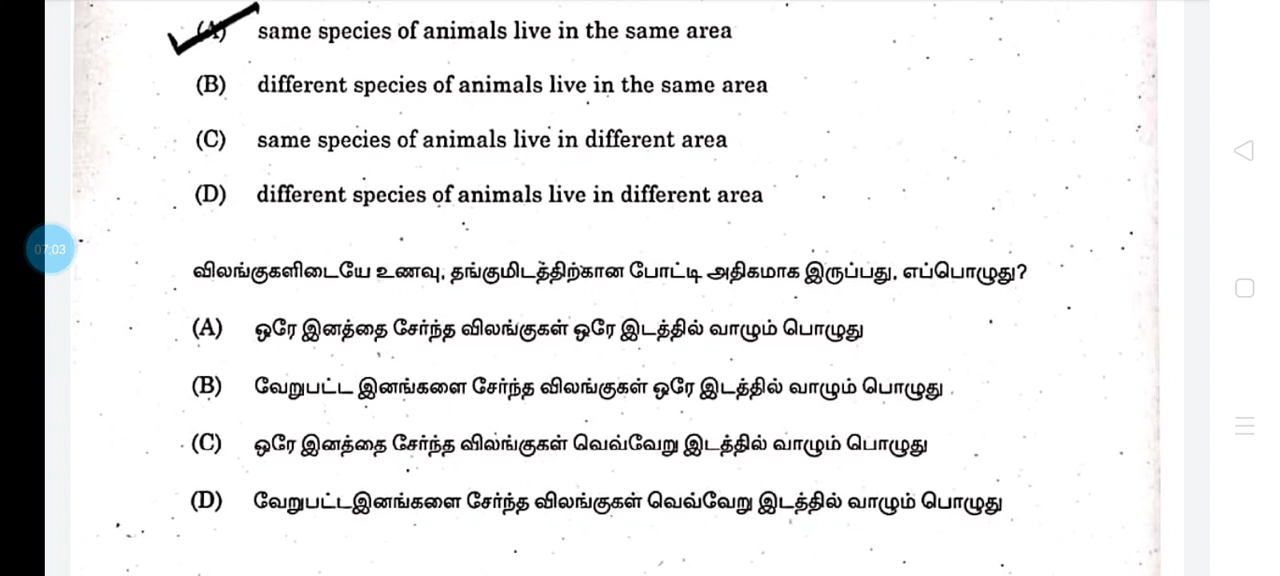 (A) same species of animals live in the same area
(B) different species of animals live in the same area
(C) same species of animals live in different area
(D) different species of animals live in different area
07:03
விலங்குகளிடையே உணவு, தங்குமிடத்திற்கான போட்டி அதிகமாக இருப்பது, எப்பொழுது?
(A) ஒரே இனத்தை சேர்ந்த விலங்குகள் ஒரே இடத்தில் வாழும் பொழுது
(B) வேறுபட்ட இனங்களை சேர்ந்த விலங்குகள் ஒரே இடத்தில் வாழும் பொழுது
(C) ஒரே இனத்தை சேர்ந்த விலங்குகள் வெவ்வேறு இடத்தில் வாழும் பொழுது
(D) வேறுபட்டஇனங்களை சேர்ந்த விலங்குகள் வெவ்வேறு இடத்தில் வாழும் பொழுது